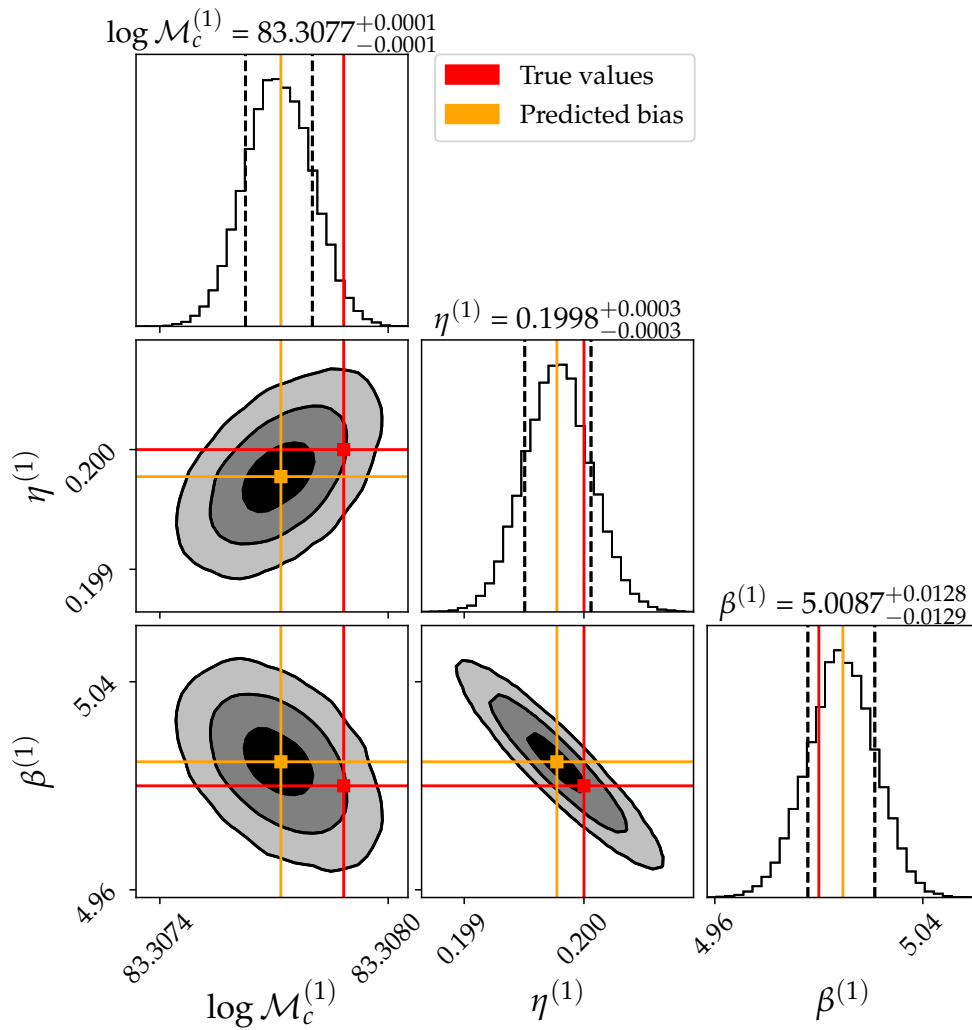 log ℳ_c^(1) = 83.3077^{+0.0001}_{-0.0001}
True values
Predicted bias
η^(1) = 0.1998^{+0.0003}_{-0.0003}
η^(1)
0.200
0.199
β^(1) = 5.0087^{+0.0128}_{-0.0129}
β^(1)
5.04
4.96
83.3074
83.3080
0.199
0.200
4.96
5.04
log ℳ_c^(1)
η^(1)
β^(1)